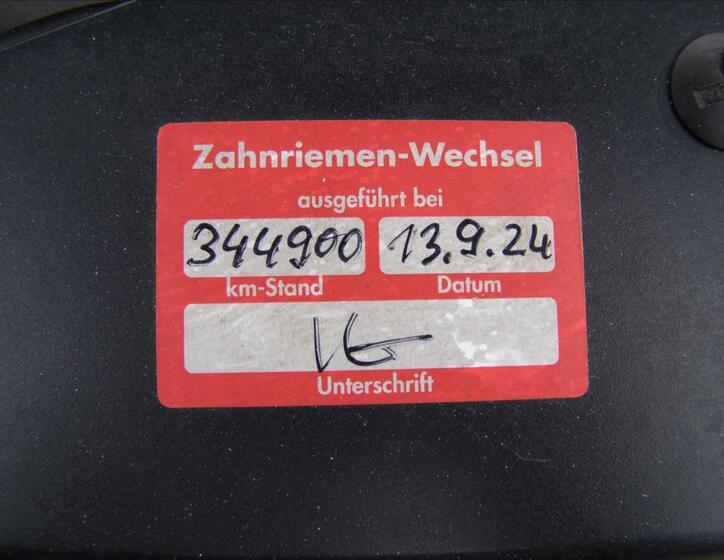 Zahnriemen-Wechsel
ausgeführt bei
344900 13.9.24
km-Stand Datum
Unterschrift